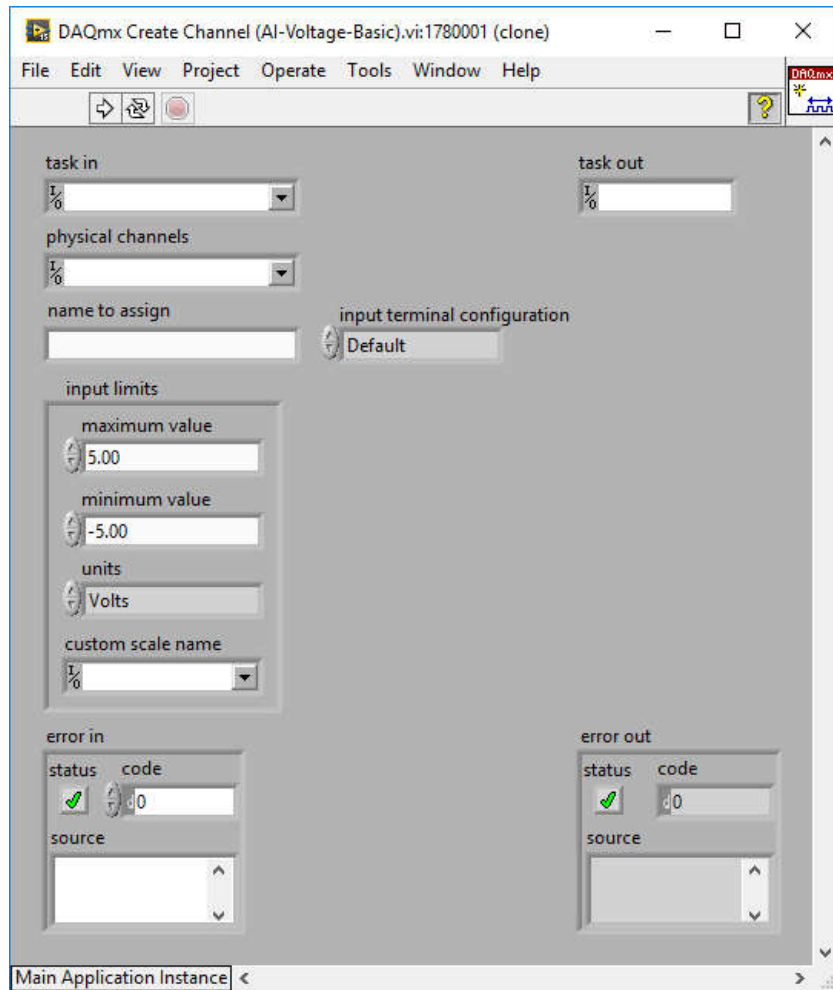 DAQmx Create Channel (AI-Voltage-Basic).vi:1780001 (clone)
File Edit View Project Operate Tools Window Help
DAQmx
task in
task out
physical channels
name to assign
input terminal configuration
Default
input limits
maximum value
5.00
minimum value
-5.00
units
Volts
custom scale name
error in
status code
d0
source
error out
status code
d0
source
Main Application Instance